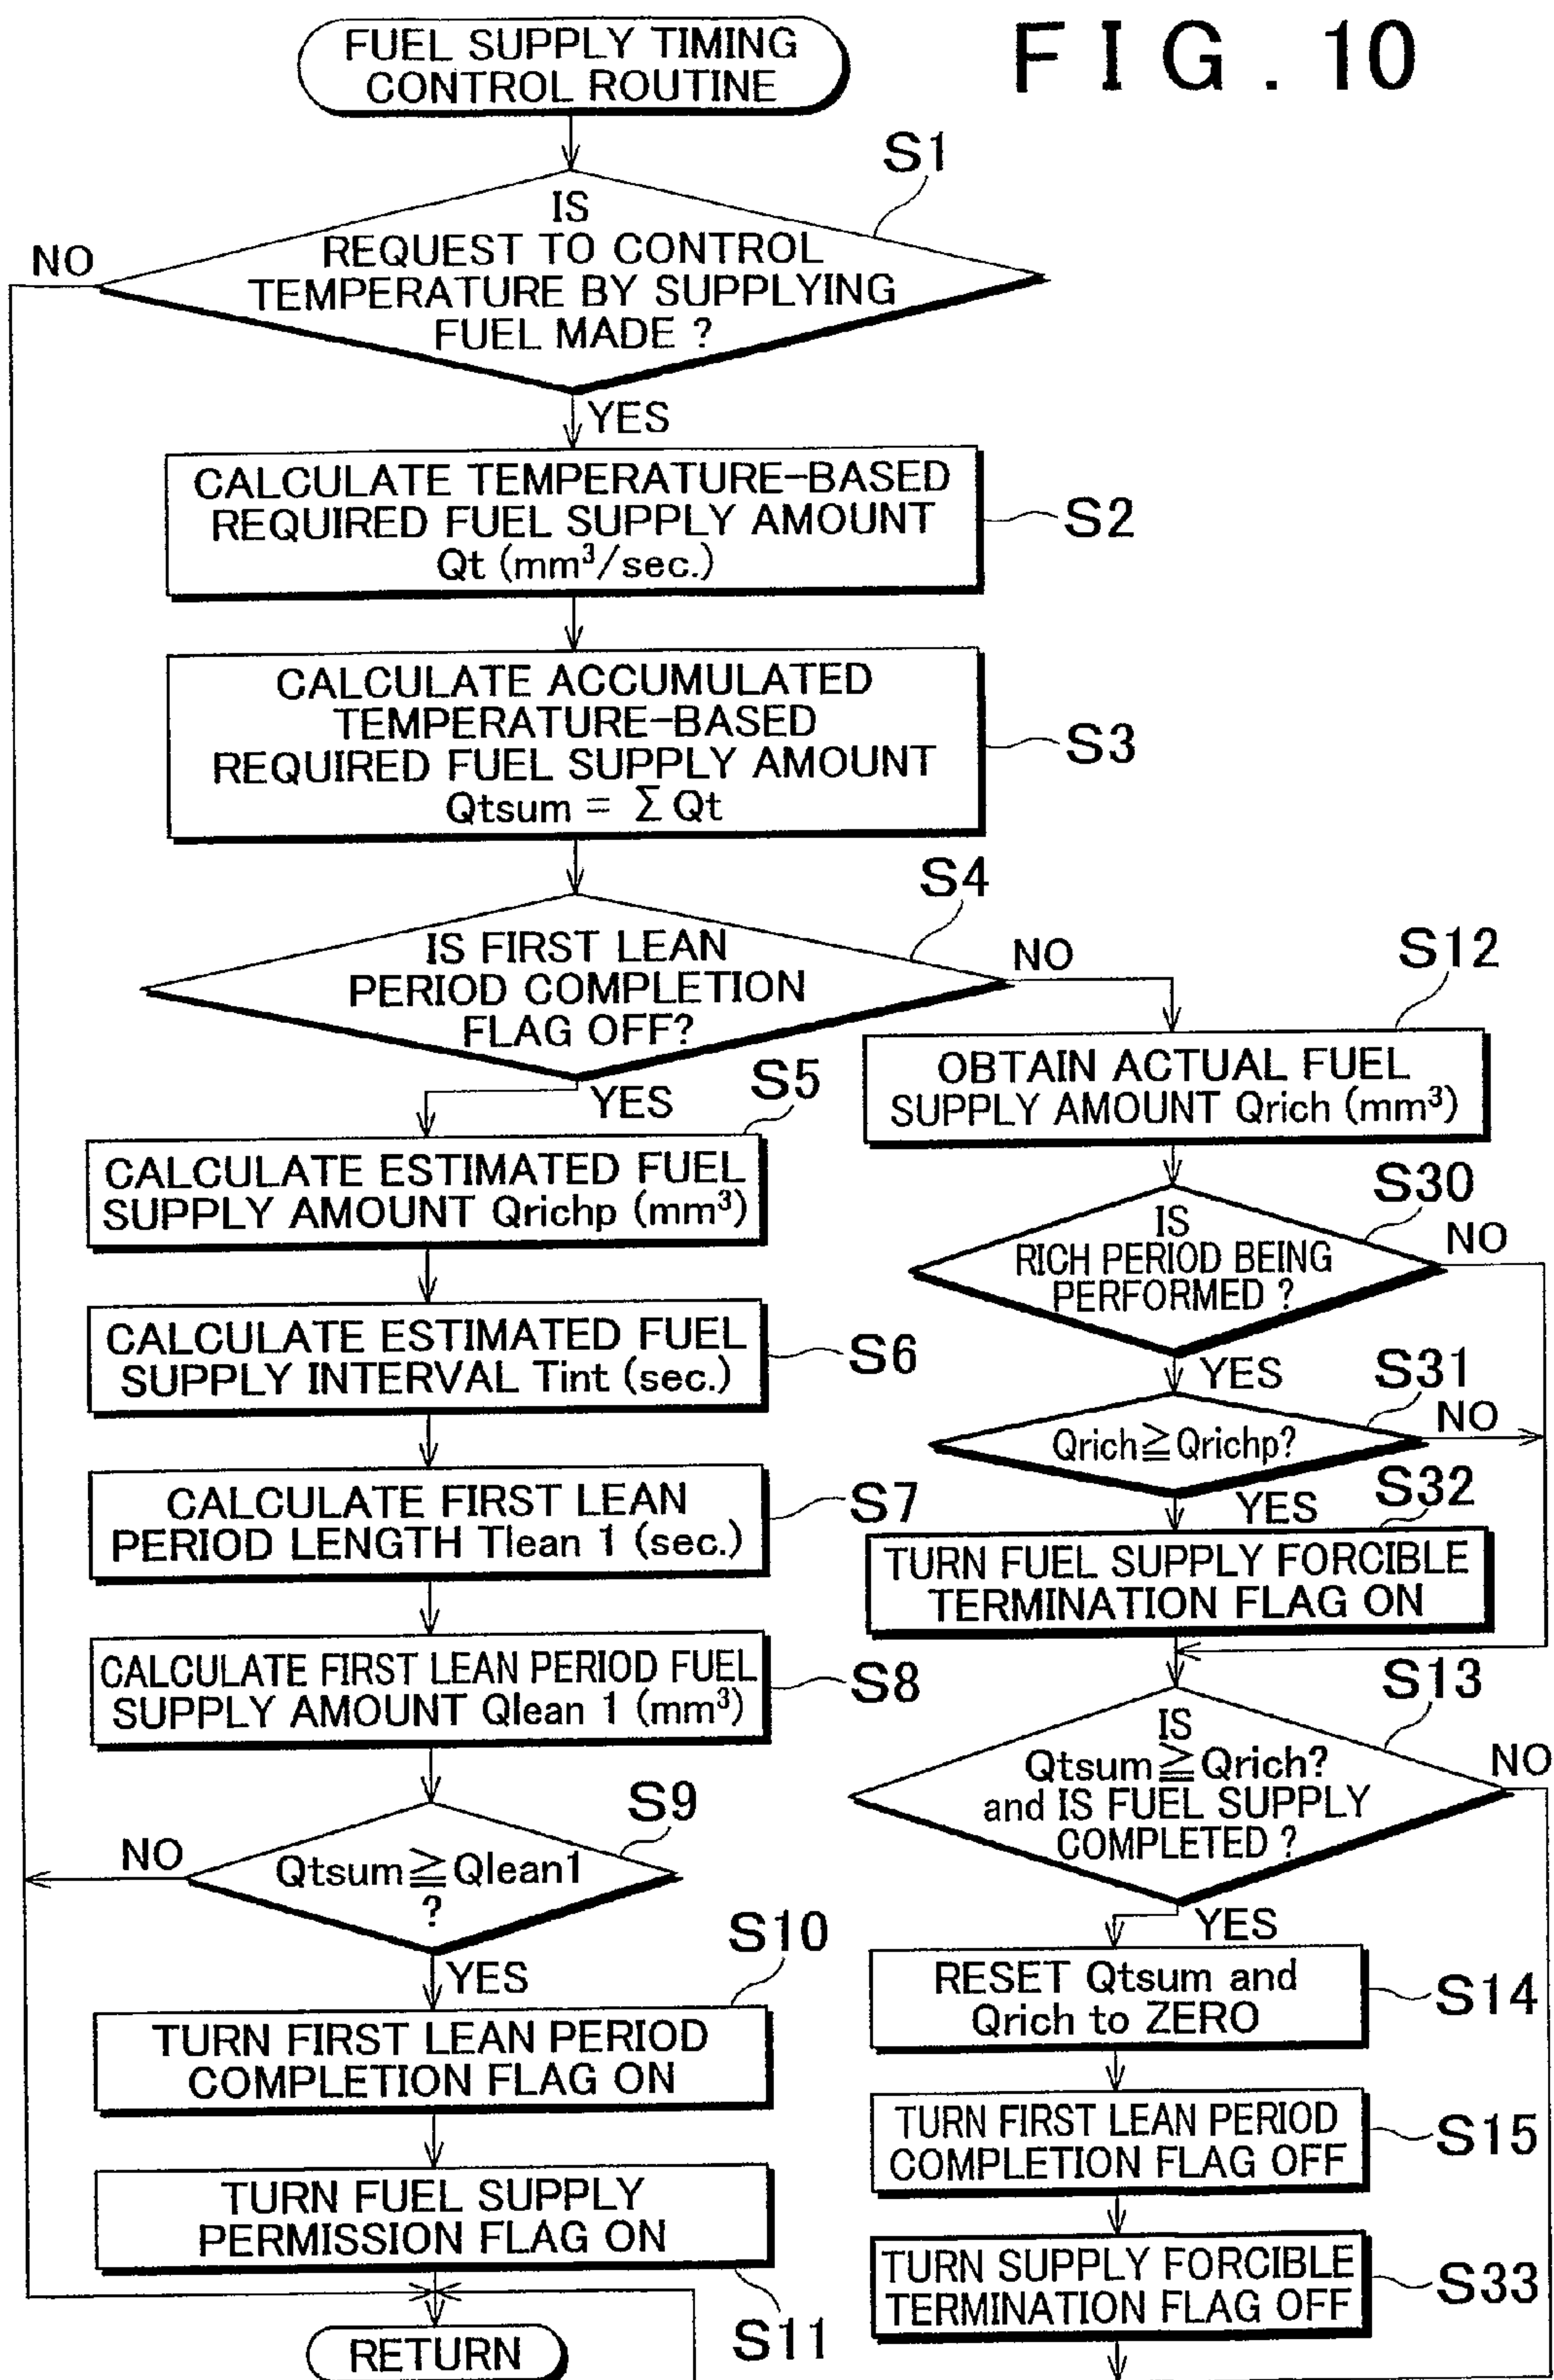 FIG. 10
FUEL SUPPLY TIMING
CONTROL ROUTINE
S1
IS
REQUEST TO CONTROL
TEMPERATURE BY SUPPLYING
FUEL MADE ?
NO
YES
CALCULATE TEMPERATURE-BASED
REQUIRED FUEL SUPPLY AMOUNT
Qt (mm³/sec.)
S2
CALCULATE ACCUMULATED
TEMPERATURE-BASED
REQUIRED FUEL SUPPLY AMOUNT
Qtsum = Σ Qt
S3
S4
IS FIRST LEAN
PERIOD COMPLETION
FLAG OFF?
NO
YES
S5
CALCULATE ESTIMATED FUEL
SUPPLY AMOUNT Qrichp (mm³)
CALCULATE ESTIMATED FUEL
SUPPLY INTERVAL Tint (sec.)
S6
CALCULATE FIRST LEAN
PERIOD LENGTH Tlean 1 (sec.)
S7
CALCULATE FIRST LEAN PERIOD FUEL
SUPPLY AMOUNT Qlean 1 (mm³)
S8
S9
Qtsum≧Qlean1
?
NO
YES
S10
TURN FIRST LEAN PERIOD
COMPLETION FLAG ON
TURN FUEL SUPPLY
PERMISSION FLAG ON
S11
RETURN
S12
OBTAIN ACTUAL FUEL
SUPPLY AMOUNT Qrich (mm³)
S30
IS
RICH PERIOD BEING
PERFORMED ?
NO
YES
S31
Qrich≧Qrichp?
NO
YES
S32
TURN FUEL SUPPLY FORCIBLE
TERMINATION FLAG ON
S13
IS
Qtsum≧Qrich?
and IS FUEL SUPPLY
COMPLETED ?
NO
YES
RESET Qtsum and
Qrich to ZERO
S14
TURN FIRST LEAN PERIOD
COMPLETION FLAG OFF
S15
TURN SUPPLY FORCIBLE
TERMINATION FLAG OFF
S33